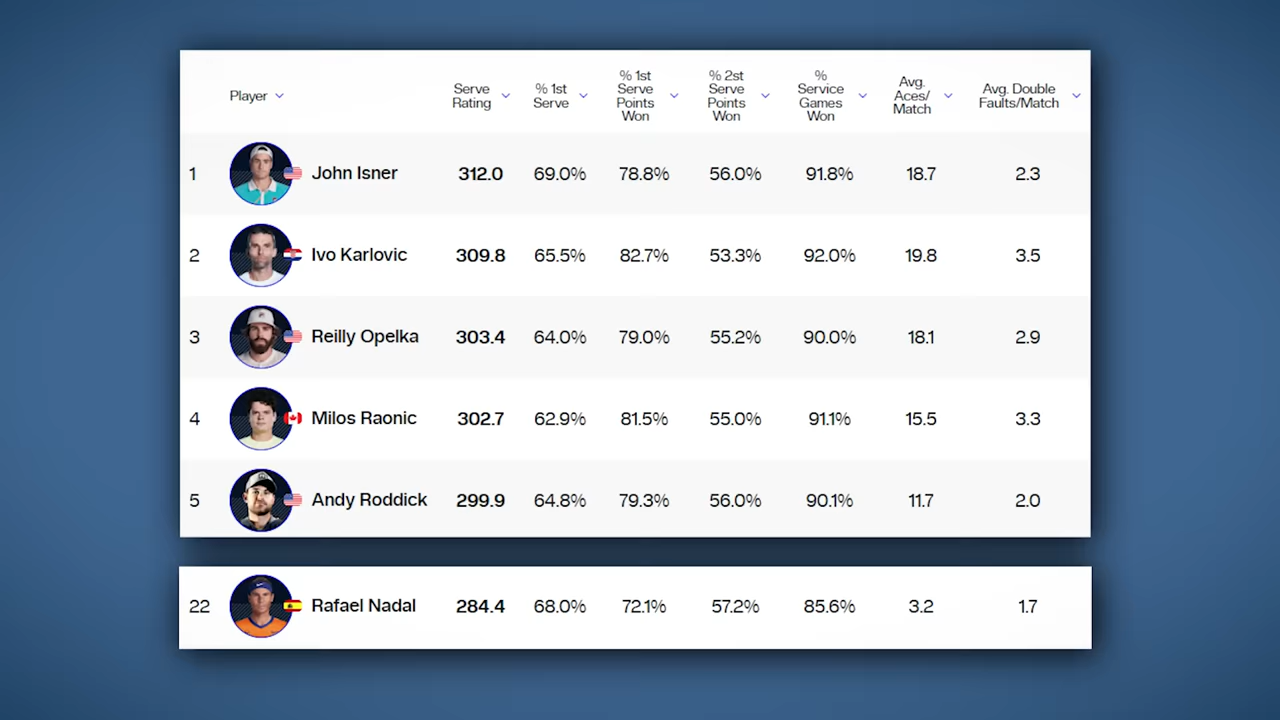 Player Serve Rating % 1st Serve % 1st Serve Points Won % 2st Serve Points Won % Service Games Won Avg. Aces/ Match Avg. Double Faults/Match
1 John Isner 312.0 69.0% 78.8% 56.0% 91.8% 18.7 2.3
2 Ivo Karlovic 309.8 65.5% 82.7% 53.3% 92.0% 19.8 3.5
3 Reilly Opelka 303.4 64.0% 79.0% 55.2% 90.0% 18.1 2.9
4 Milos Raonic 302.7 62.9% 81.5% 55.0% 91.1% 15.5 3.3
5 Andy Roddick 299.9 64.8% 79.3% 56.0% 90.1% 11.7 2.0
22 Rafael Nadal 284.4 68.0% 72.1% 57.2% 85.6% 3.2 1.7